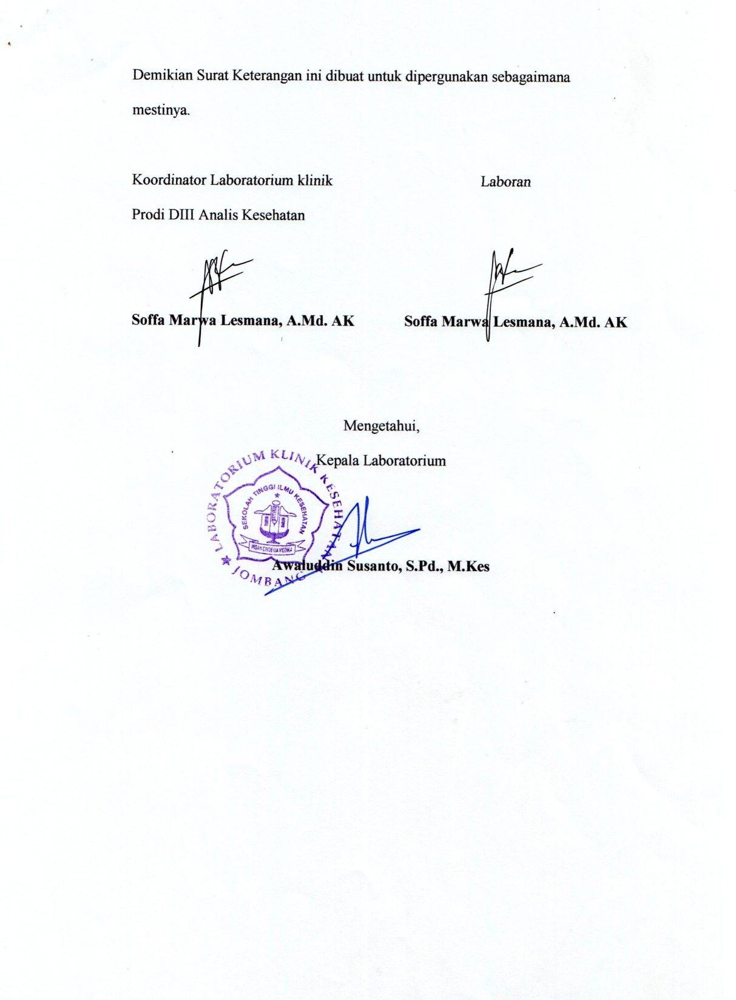 Demikian Surat Keterangan ini dibuat untuk dipergunakan sebagaimana
mestinya.
Koordinator Laboratorium klinik
Laboran
Prodi DIII Analis Kesehatan
Soffa Marwa Lesmana, A.Md. AK
Soffa Marwa Lesmana, A.Md. AK
Mengetahui,
Kepala Laboratorium
LABORATORIUM KLINIK KESEHATAN
SEKOLAH TINGGI ILMU KESEHATAN
INSAN CENDEKIA MEDIKA
JOMBANG
Awaluddin Susanto, S.Pd., M.Kes